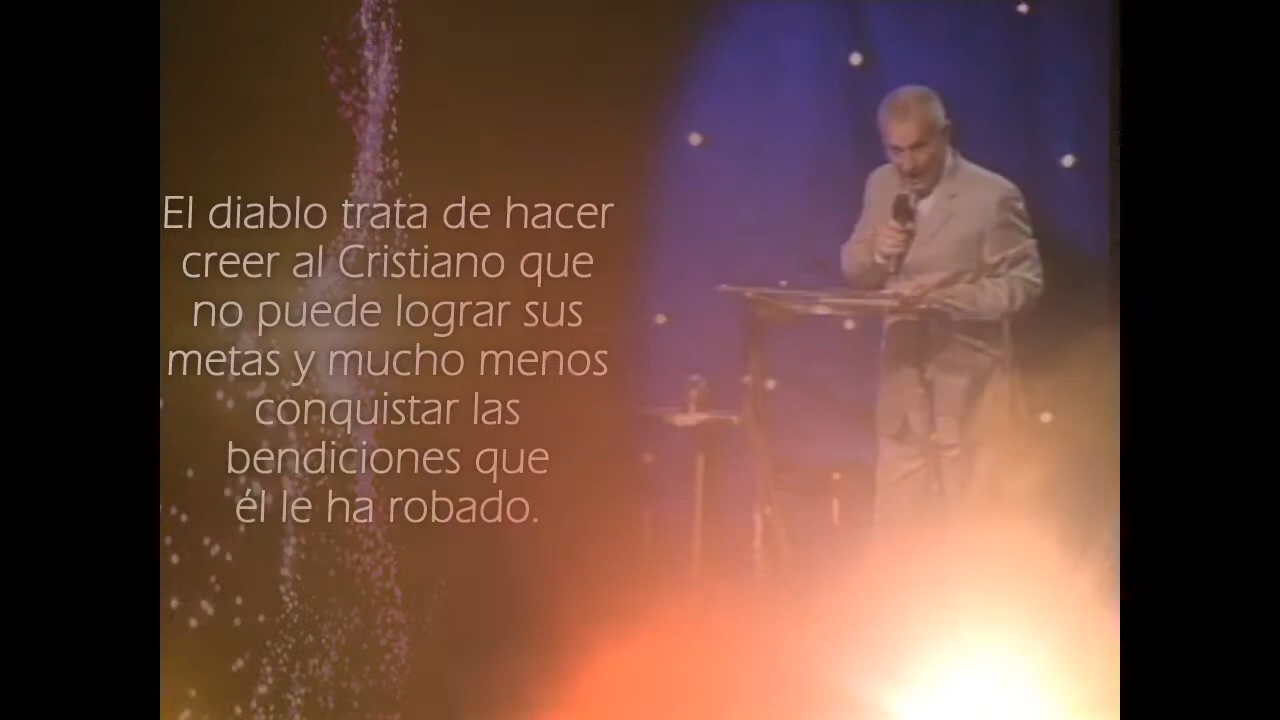 El diablo trata de hacer
creer al Cristiano que
no puede lograr sus
metas y mucho menos
conquistar las
bendiciones que
él le ha robado.